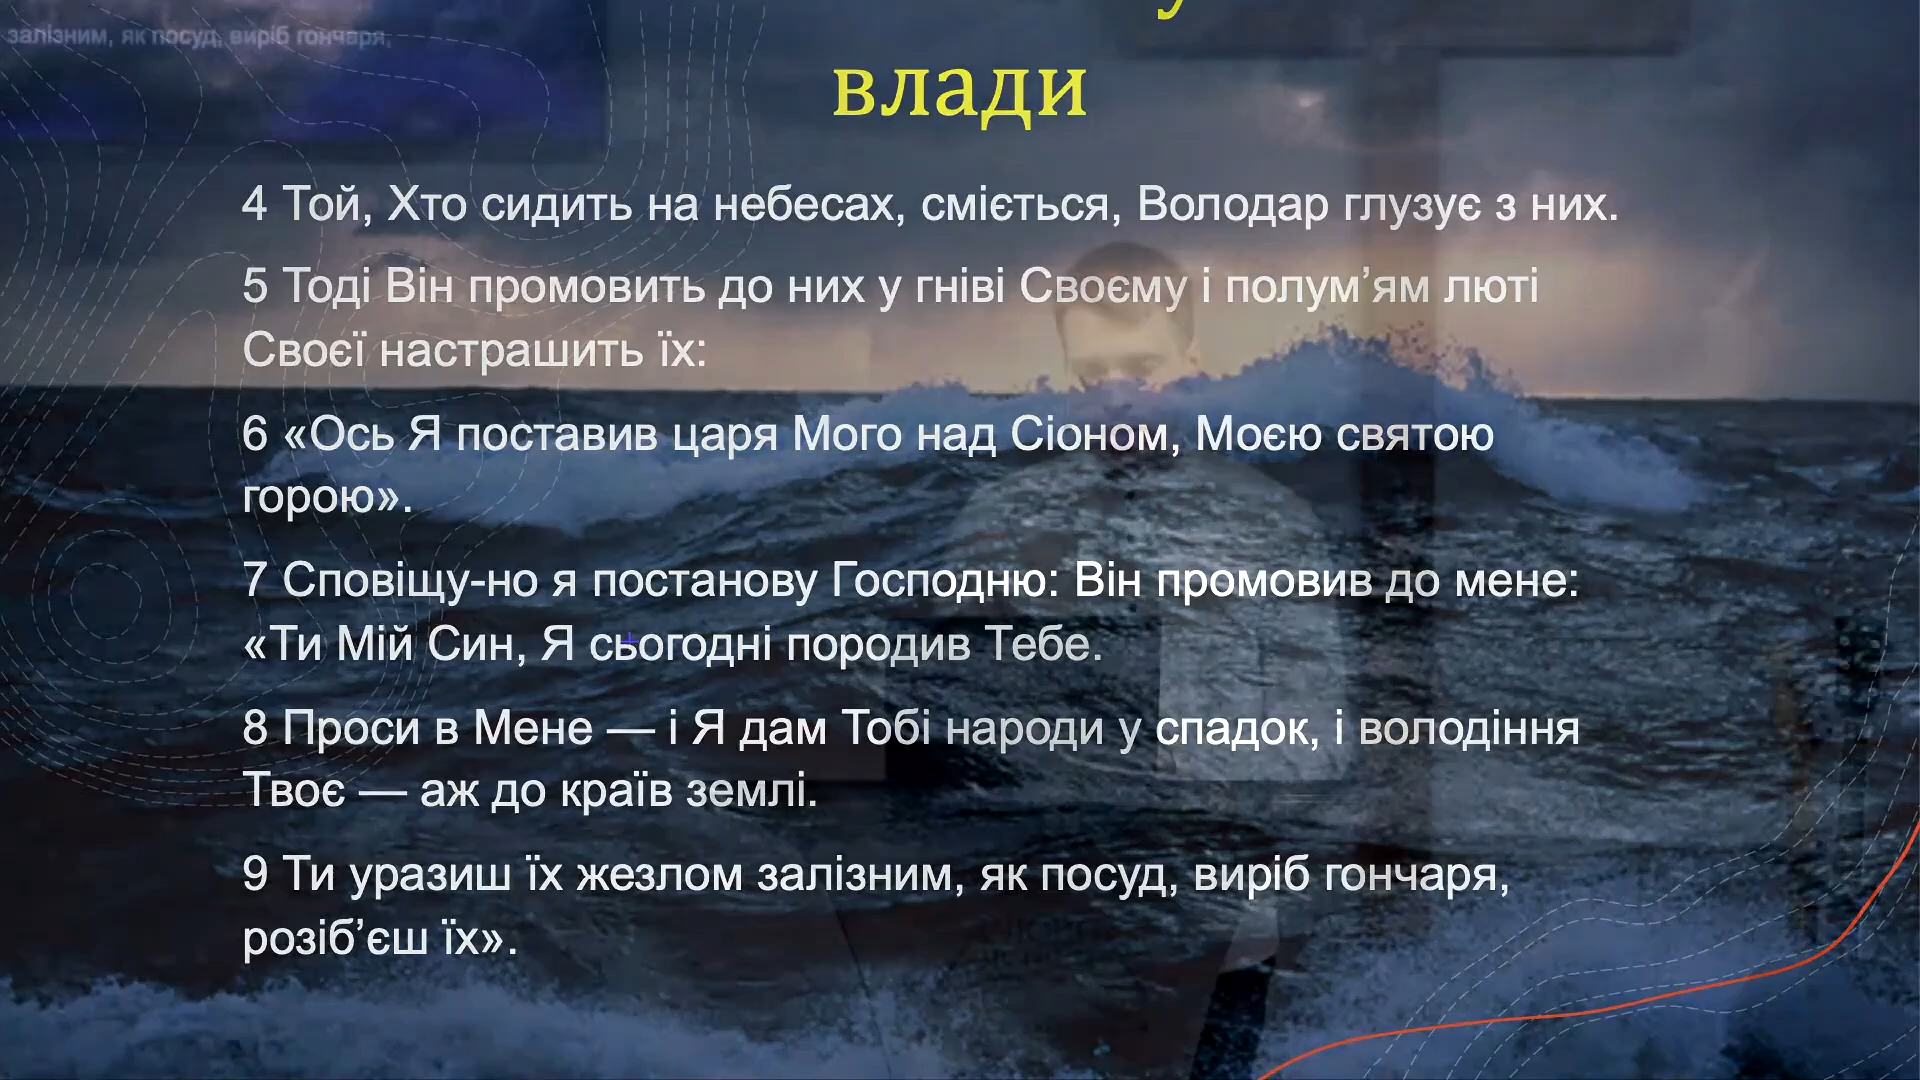 залізним, як посуд, виріб гончаря,
влади
4 Той, Хто сидить на небесах, сміється, Володар глузує з них.
5 Тоді Він промовить до них у гніві Своєму і полум’ям люті
Своєї настрашить їх:
6 «Ось Я поставив царя Мого над Сіоном, Моєю святою
горою».
7 Сповіщу-но я постанову Господню: Він промовив до мене:
«Ти Мій Син, Я сьогодні породив Тебе.
8 Проси в Мене — і Я дам Тобі народи у спадок, і володіння
Твоє — аж до країв землі.
9 Ти уразиш їх жезлом залізним, як посуд, виріб гончаря,
розіб’єш їх».